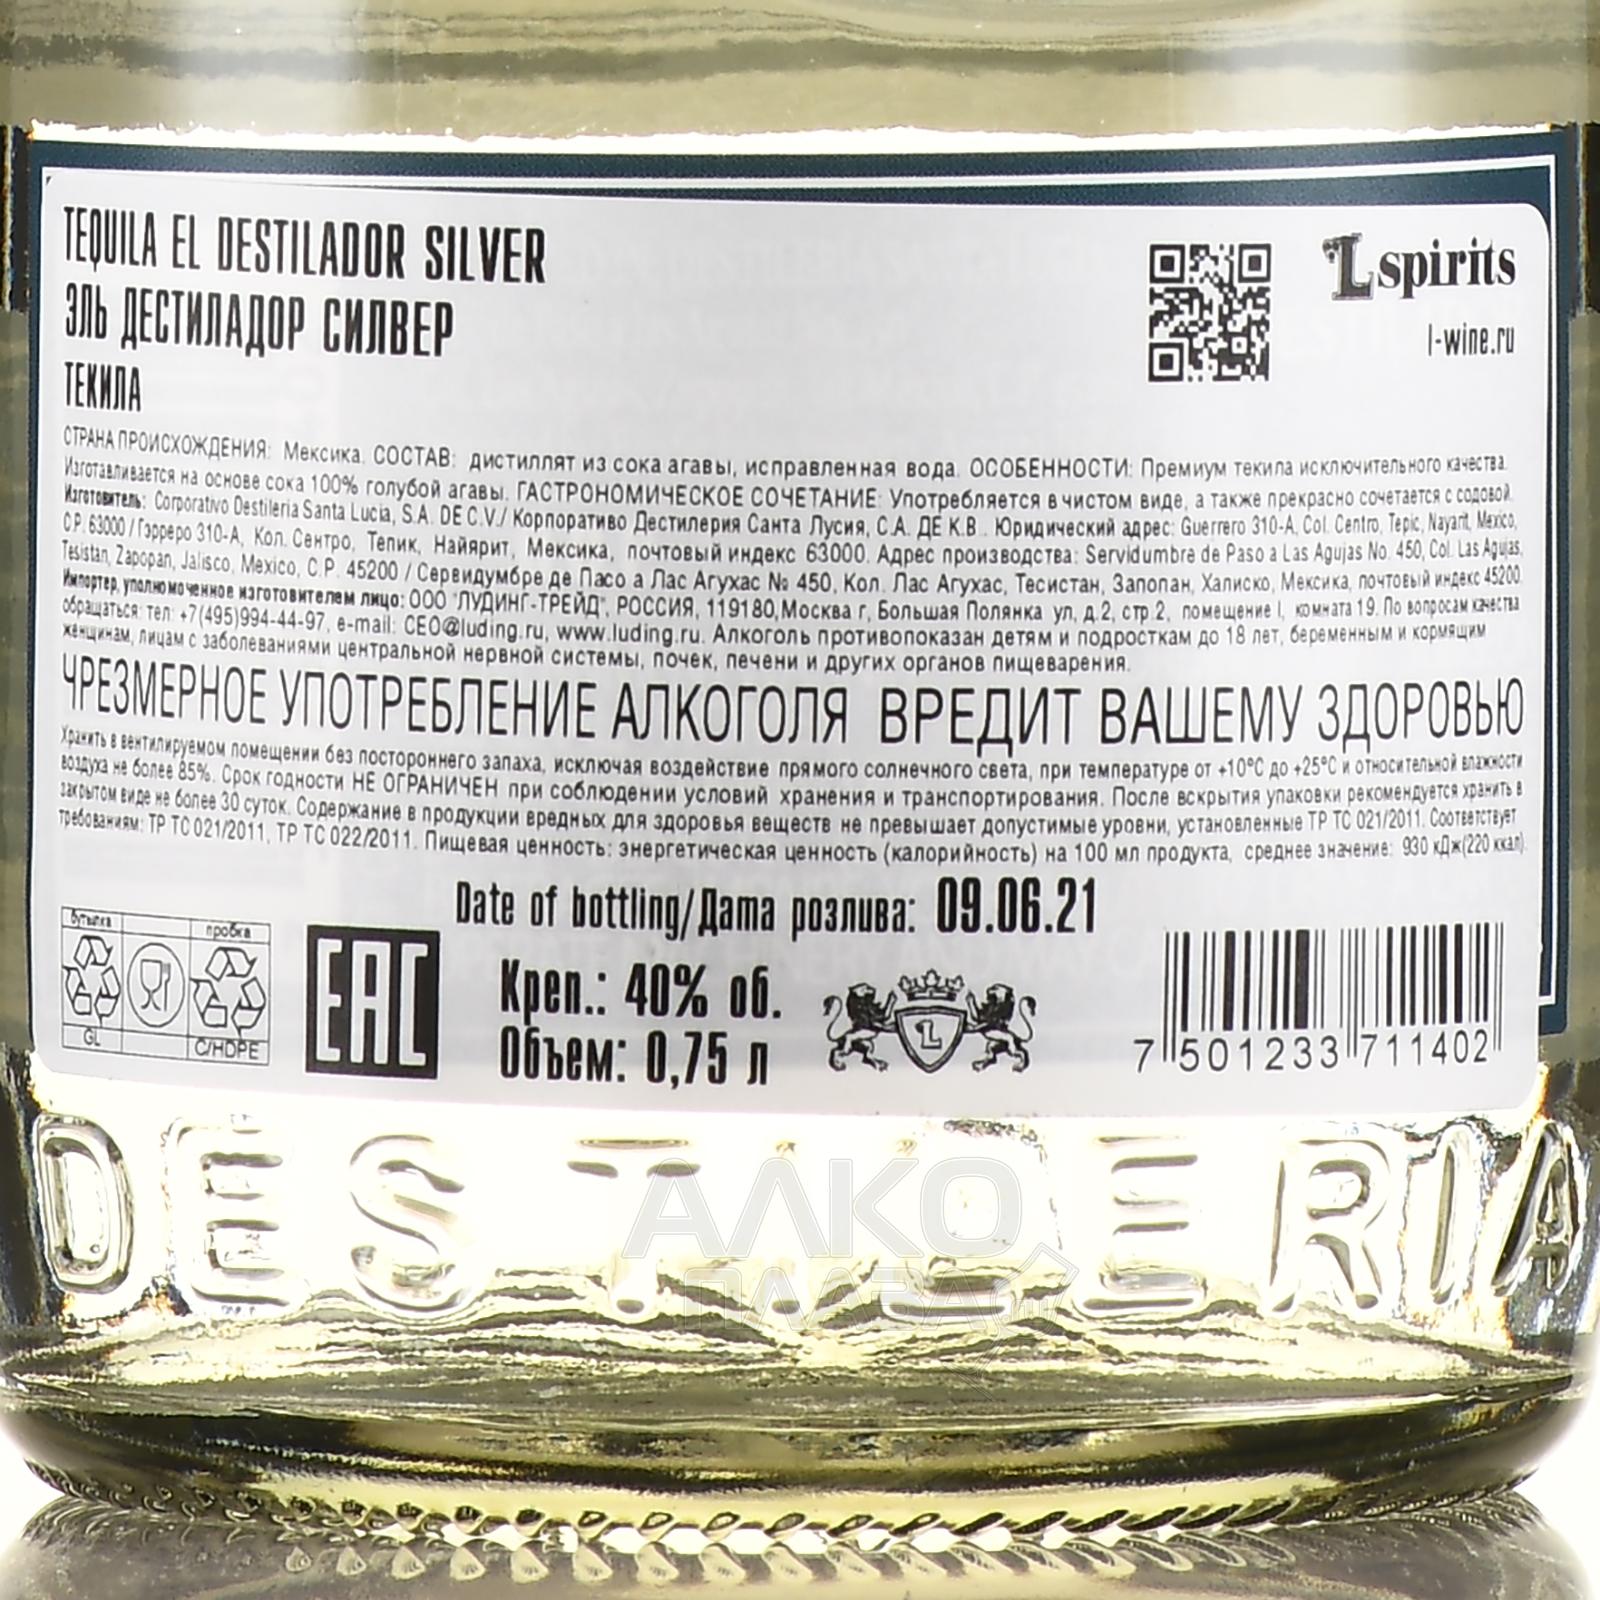 TEQUILA EL DESTILADOR SILVER
ЭЛЬ ДЕСТИЛАДОР СИЛВЕР
ТЕКИЛА
L spirits
l-wine.ru
СТРАНА ПРОИСХОЖДЕНИЯ: Мексика. СОСТАВ: дистиллят из сока агавы, исправленная вода. ОСОБЕННОСТИ: Премиум текила исключительного качества.
Изготавливается на основе сока 100% голубой агавы. ГАСТРОНОМИЧЕСКОЕ СОЧЕТАНИЕ: Употребляется в чистом виде, а также прекрасно сочетается с содовой.
Изготовитель: Corporativo Destileria Santa Lucia, S.A. DE C.V./ Корпоративо Дестилерия Санта Лусия, С.А. ДЕ К.В.. Юридический адрес: Guerrero 310-A, Col. Centro, Tepic, Nayarit, Mexico,
C.P. 63000 / Гэрреро 310-А, Кол. Сентро, Тепик, Найярит, Мексика, почтовый индекс 63000. Адрес производства: Servidumbre de Paso a Las Agujas No. 450, Col. Las Agujas,
Tesistan, Zapopan, Jalisco, Mexico, C.P. 45200 / Сервидумбре де Пасо а Лас Агухас № 450, Кол. Лас Агухас, Тесистан, Запопан, Халиско, Мексика, почтовый индекс 45200.
Импортер, уполномоченное изготовителем лицо: ООО "ЛУДИНГ-ТРЕЙД", РОССИЯ, 119180,Москва г, Большая Полянка ул, д.2, стр.2, помещение I, комната 19. По вопросам качества
обращаться: тел: +7(495)994-44-97, e-mail: CEO@luding.ru, www.luding.ru. Алкоголь противопоказан детям и подросткам до 18 лет, беременным и кормящим
женщинам, лицам с заболеваниями центральной нервной системы, почек, печени и других органов пищеварения.
ЧРЕЗМЕРНОЕ УПОТРЕБЛЕНИЕ АЛКОГОЛЯ ВРЕДИТ ВАШЕМУ ЗДОРОВЬЮ
Хранить в вентилируемом помещении без постороннего запаха, исключая воздействие прямого солнечного света, при температуре от +10°C до +25°C и относительной влажности
воздуха не более 85%. Срок годности НЕ ОГРАНИЧЕН при соблюдении условий хранения и транспортирования. После вскрытия упаковки рекомендуется хранить в
закрытом виде не более 30 суток. Содержание в продукции вредных для здоровья веществ не превышает допустимые уровни, установленные ТР ТС 021/2011. Соответствует
требованиям: ТР ТС 021/2011, ТР ТС 022/2011. Пищевая ценность: энергетическая ценность (калорийность) на 100 мл продукта, среднее значение: 930 кДж(220 ккал).
Date of bottling/Дата розлива: 09.06.21
бутылка
пробка
GL
C/HDPE
EAC
Креп.: 40% об.
Объем: 0,75 л
L
7 501233 711402
DESTILERIA
АЛКО
ПЛАЗА